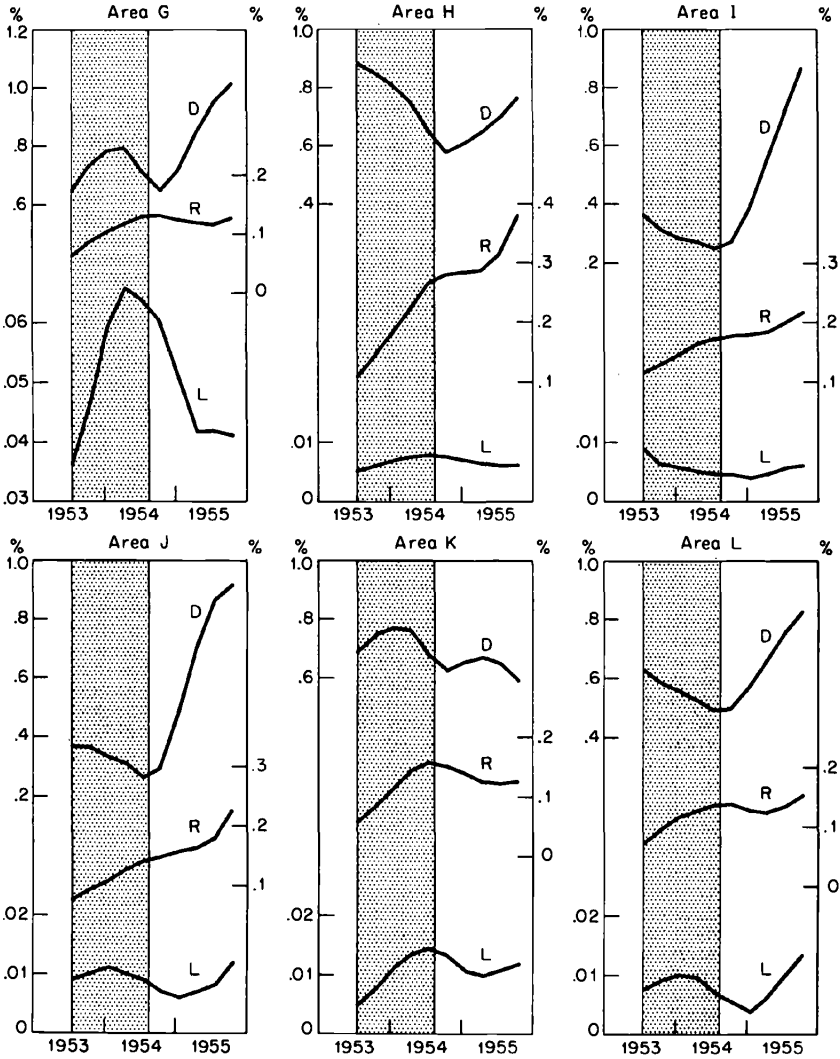 % Area G %
1.2
1.0
.8
.6
.06
.05
.04
.03
.2
.1
0
D
R
L
1953 1954 1955
Area H %
1.0
.8
.6
.4
.01
0
.4
.3
.2
.1
D
R
L
1953 1954 1955
% Area I %
1.0
.8
.6
.4
.2
.01
0
.3
.2
.1
D
R
L
1953 1954 1955
% Area J %
1.0
.8
.6
.4
.2
.02
.01
0
.3
.2
.1
D
R
L
1953 1954 1955
% Area K %
1.0
.8
.6
.02
.01
0
.2
.1
0
D
R
L
1953 1954 1955
% Area L %
1.0
.8
.6
.4
.02
.01
0
.2
.1
0
D
R
L
1953 1954 1955